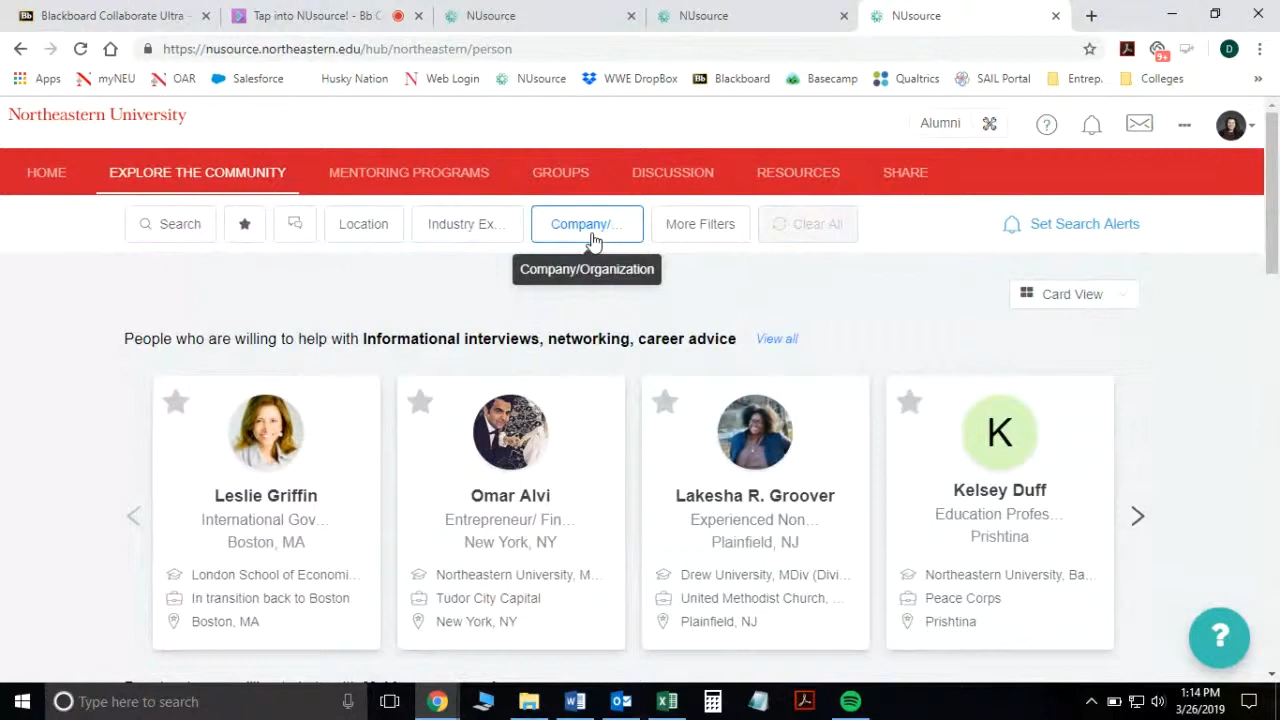 Blackboard Collaborate Ultra –
Tap into NUsource! - Bb C
NUsource
NUsource
NUsource
https://nusource.northeastern.edu/hub/northeastern/person
9+
D
Apps
myNEU
OAR
Salesforce
Husky Nation
Web Login
NUsource
WWE DropBox
Bb Blackboard
Basecamp
Qualtrics
SAIL Portal
Entrep.
Colleges
»
Northeastern University
Alumni
HOME
EXPLORE THE COMMUNITY
MENTORING PROGRAMS
GROUPS
DISCUSSION
RESOURCES
SHARE
Search
Location
Industry Ex...
Company/...
More Filters
Clear All
Set Search Alerts
Company/Organization
Card View
People who are willing to help with Informational interviews, networking, career advice View all
Leslie Griffin
International Gov...
Boston, MA
London School of Economi...
In transition back to Boston
Boston, MA
Omar Alvi
Entrepreneur/ Fin...
New York, NY
Northeastern University, M...
Tudor City Capital
New York, NY
Lakesha R. Groover
Experienced Non...
Plainfield, NJ
Drew University, MDiv (Divi...
United Methodist Church, ...
Plainfield, NJ
K
Kelsey Duff
Education Profes...
Prishtina
Northeastern University, Ba...
Peace Corps
Prishtina
?
Type here to search
1:14 PM
3/26/2019